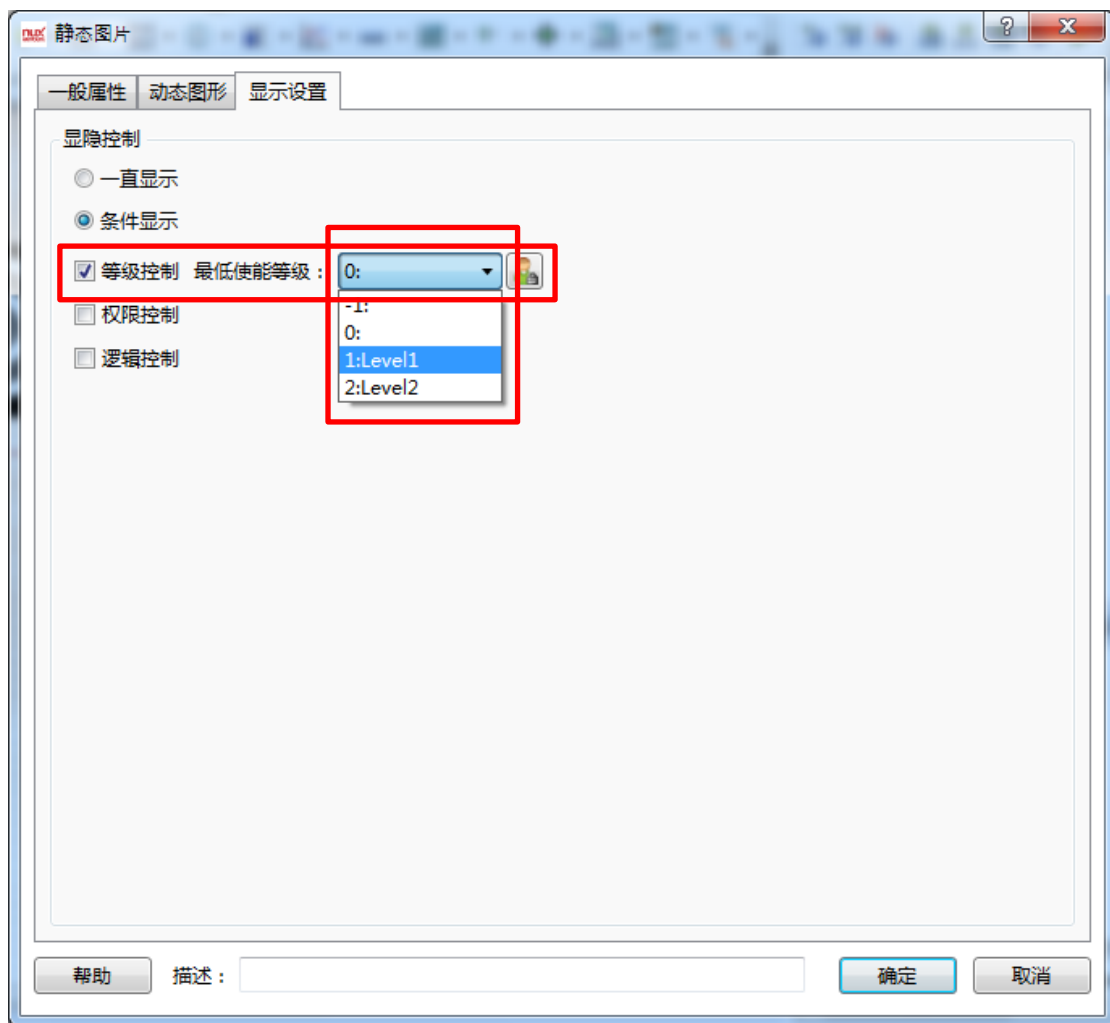 静态图片
一般属性 动态图形 显示设置
显隐控制
一直显示
条件显示
等级控制 最低使能等级： 0:
-1:
0:
权限控制
1:Level1
逻辑控制
2:Level2
帮助 描述： 确定 取消